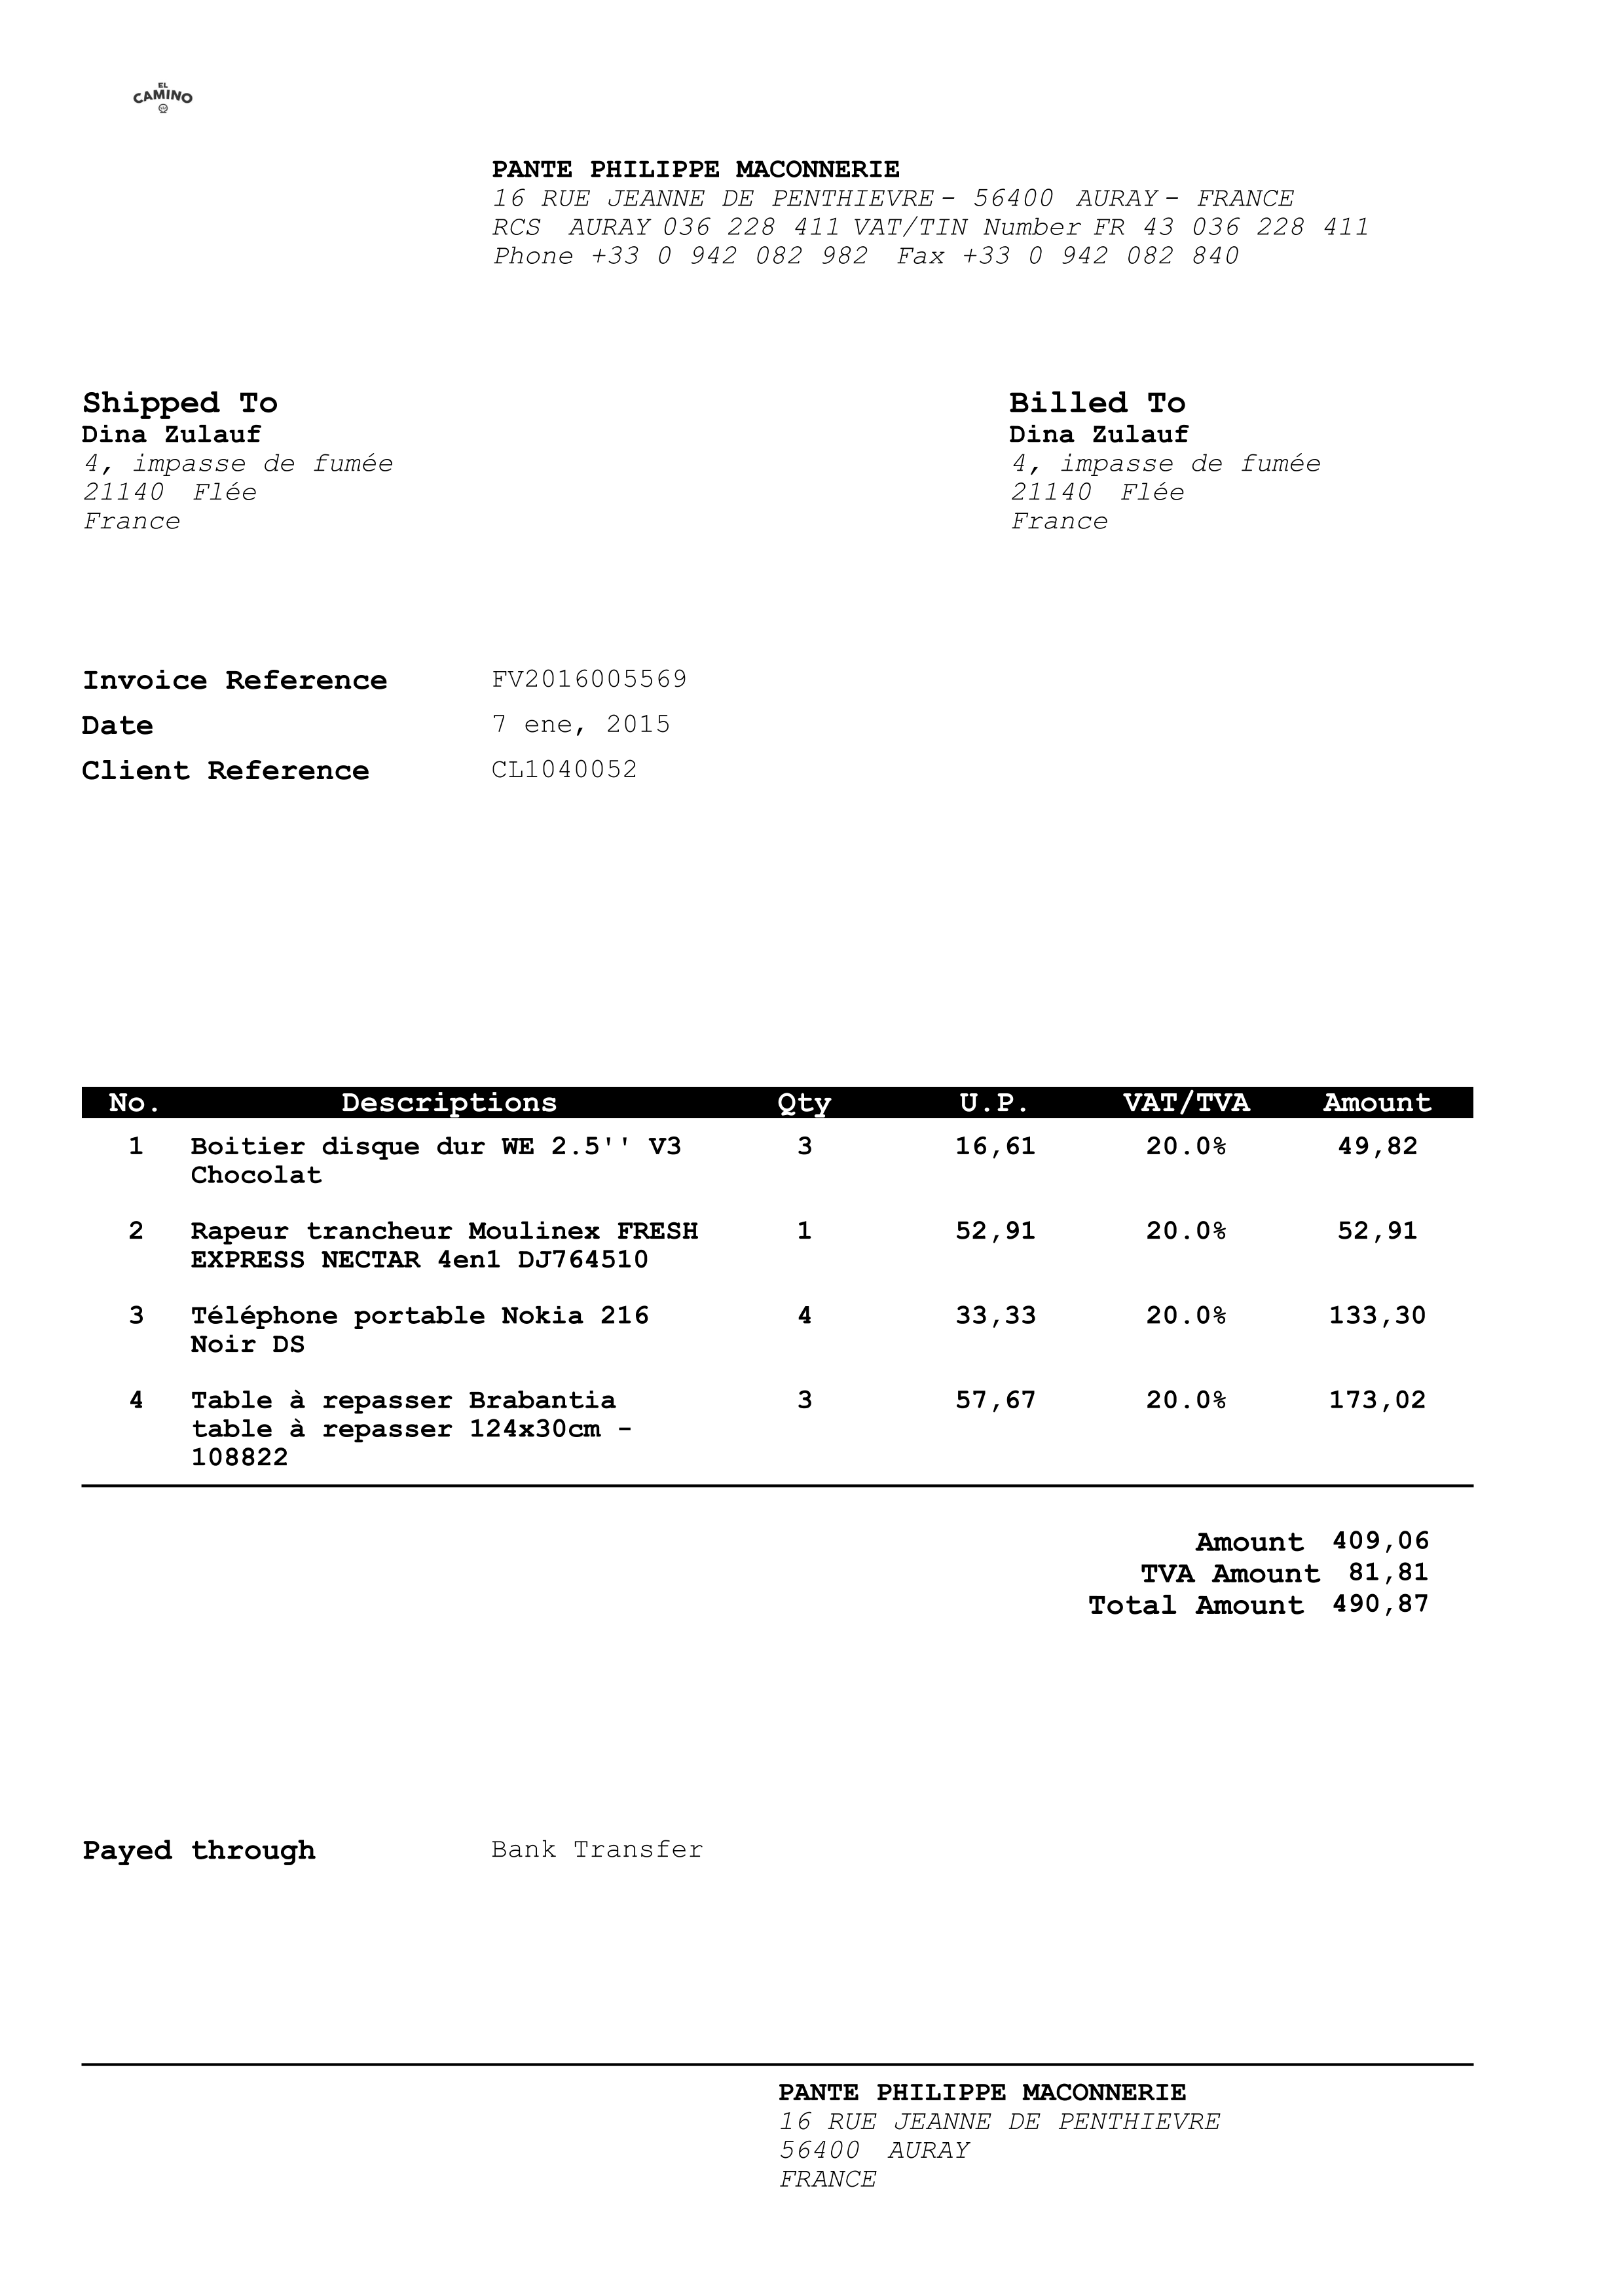 EL
CAMINO
PANTE PHILIPPE MACONNERIE
16 RUE JEANNE DE PENTHIEVRE - 56400 AURAY - FRANCE
RCS AURAY 036 228 411 VAT/TIN Number FR 43 036 228 411
Phone +33 0 942 082 982 Fax +33 0 942 082 840
Shipped To
Dina Zulauf
4, impasse de fumée
21140 Flée
France
Billed To
Dina Zulauf
4, impasse de fumée
21140 Flée
France
Invoice Reference FV2016005569
Date 7 ene, 2015
Client Reference CL1040052
No. Descriptions Qty U.P. VAT/TVA Amount
1 Boitier disque dur WE 2.5'' V3 3 16,61 20.0% 49,82
Chocolat
2 Rapeur trancheur Moulinex FRESH 1 52,91 20.0% 52,91
EXPRESS NECTAR 4en1 DJ764510
3 Téléphone portable Nokia 216 4 33,33 20.0% 133,30
Noir DS
4 Table à repasser Brabantia 3 57,67 20.0% 173,02
table à repasser 124x30cm -
108822
Amount 409,06
TVA Amount 81,81
Total Amount 490,87
Payed through Bank Transfer
PANTE PHILIPPE MACONNERIE
16 RUE JEANNE DE PENTHIEVRE
56400 AURAY
FRANCE